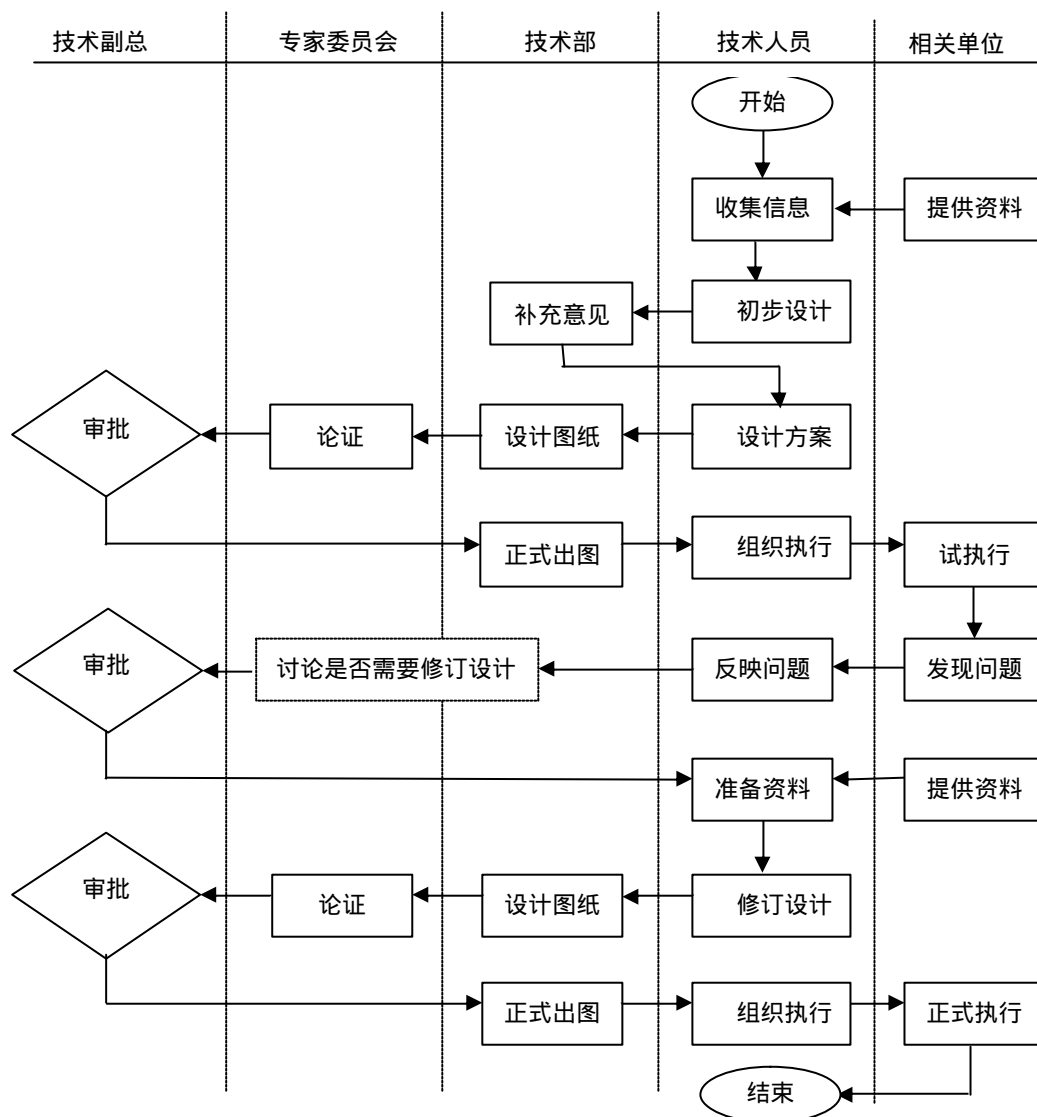 技术副总
专家委员会
技术部
技术人员
相关单位
开始
收集信息
提供资料
补充意见
初步设计
审批
论证
设计图纸
设计方案
正式出图
组织执行
试执行
审批
讨论是否需要修订设计
反映问题
发现问题
准备资料
提供资料
审批
论证
设计图纸
修订设计
正式出图
组织执行
正式执行
结束